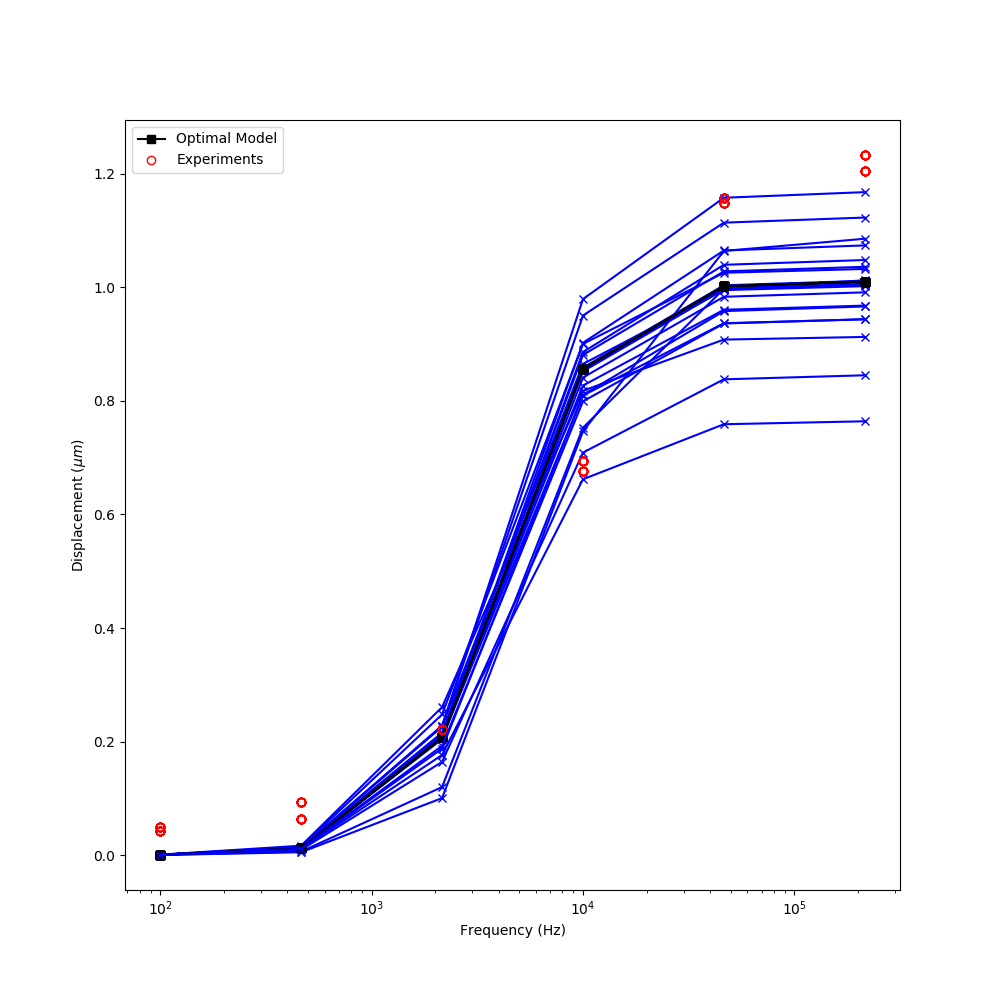 Optimal Model
Experiments
1.2
1.0
0.8
0.6
0.4
0.2
0.0
Displacement (μm)
10²
10³
10⁴
10⁵
Frequency (Hz)